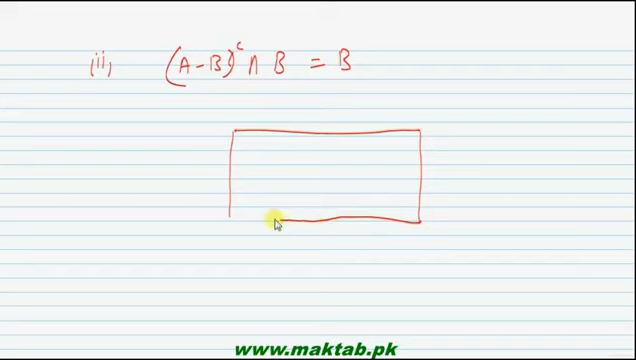 (ii) (A-B)ᶜ ∩ B = B
www.maktab.pk